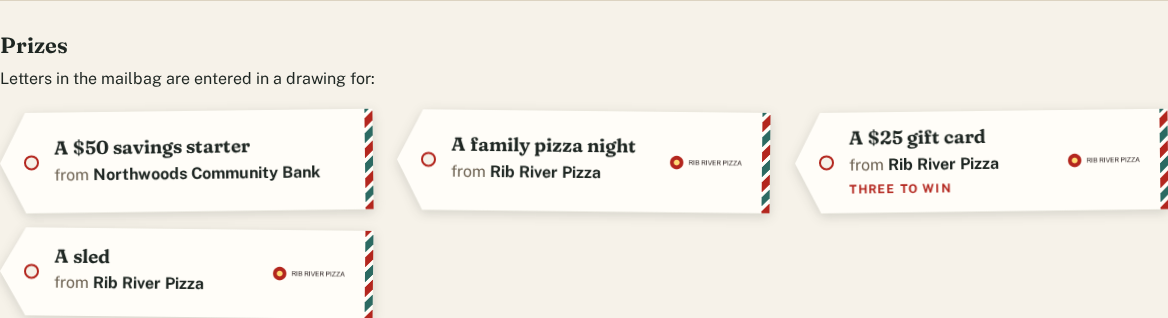 Prizes
Letters in the mailbag are entered in a drawing for:
A $50 savings starter
from Northwoods Community Bank
A family pizza night
from Rib River Pizza
RIB RIVER PIZZA
A $25 gift card
from Rib River Pizza
THREE TO WIN
RIB RIVER PIZZA
A sled
from Rib River Pizza
RIB RIVER PIZZA